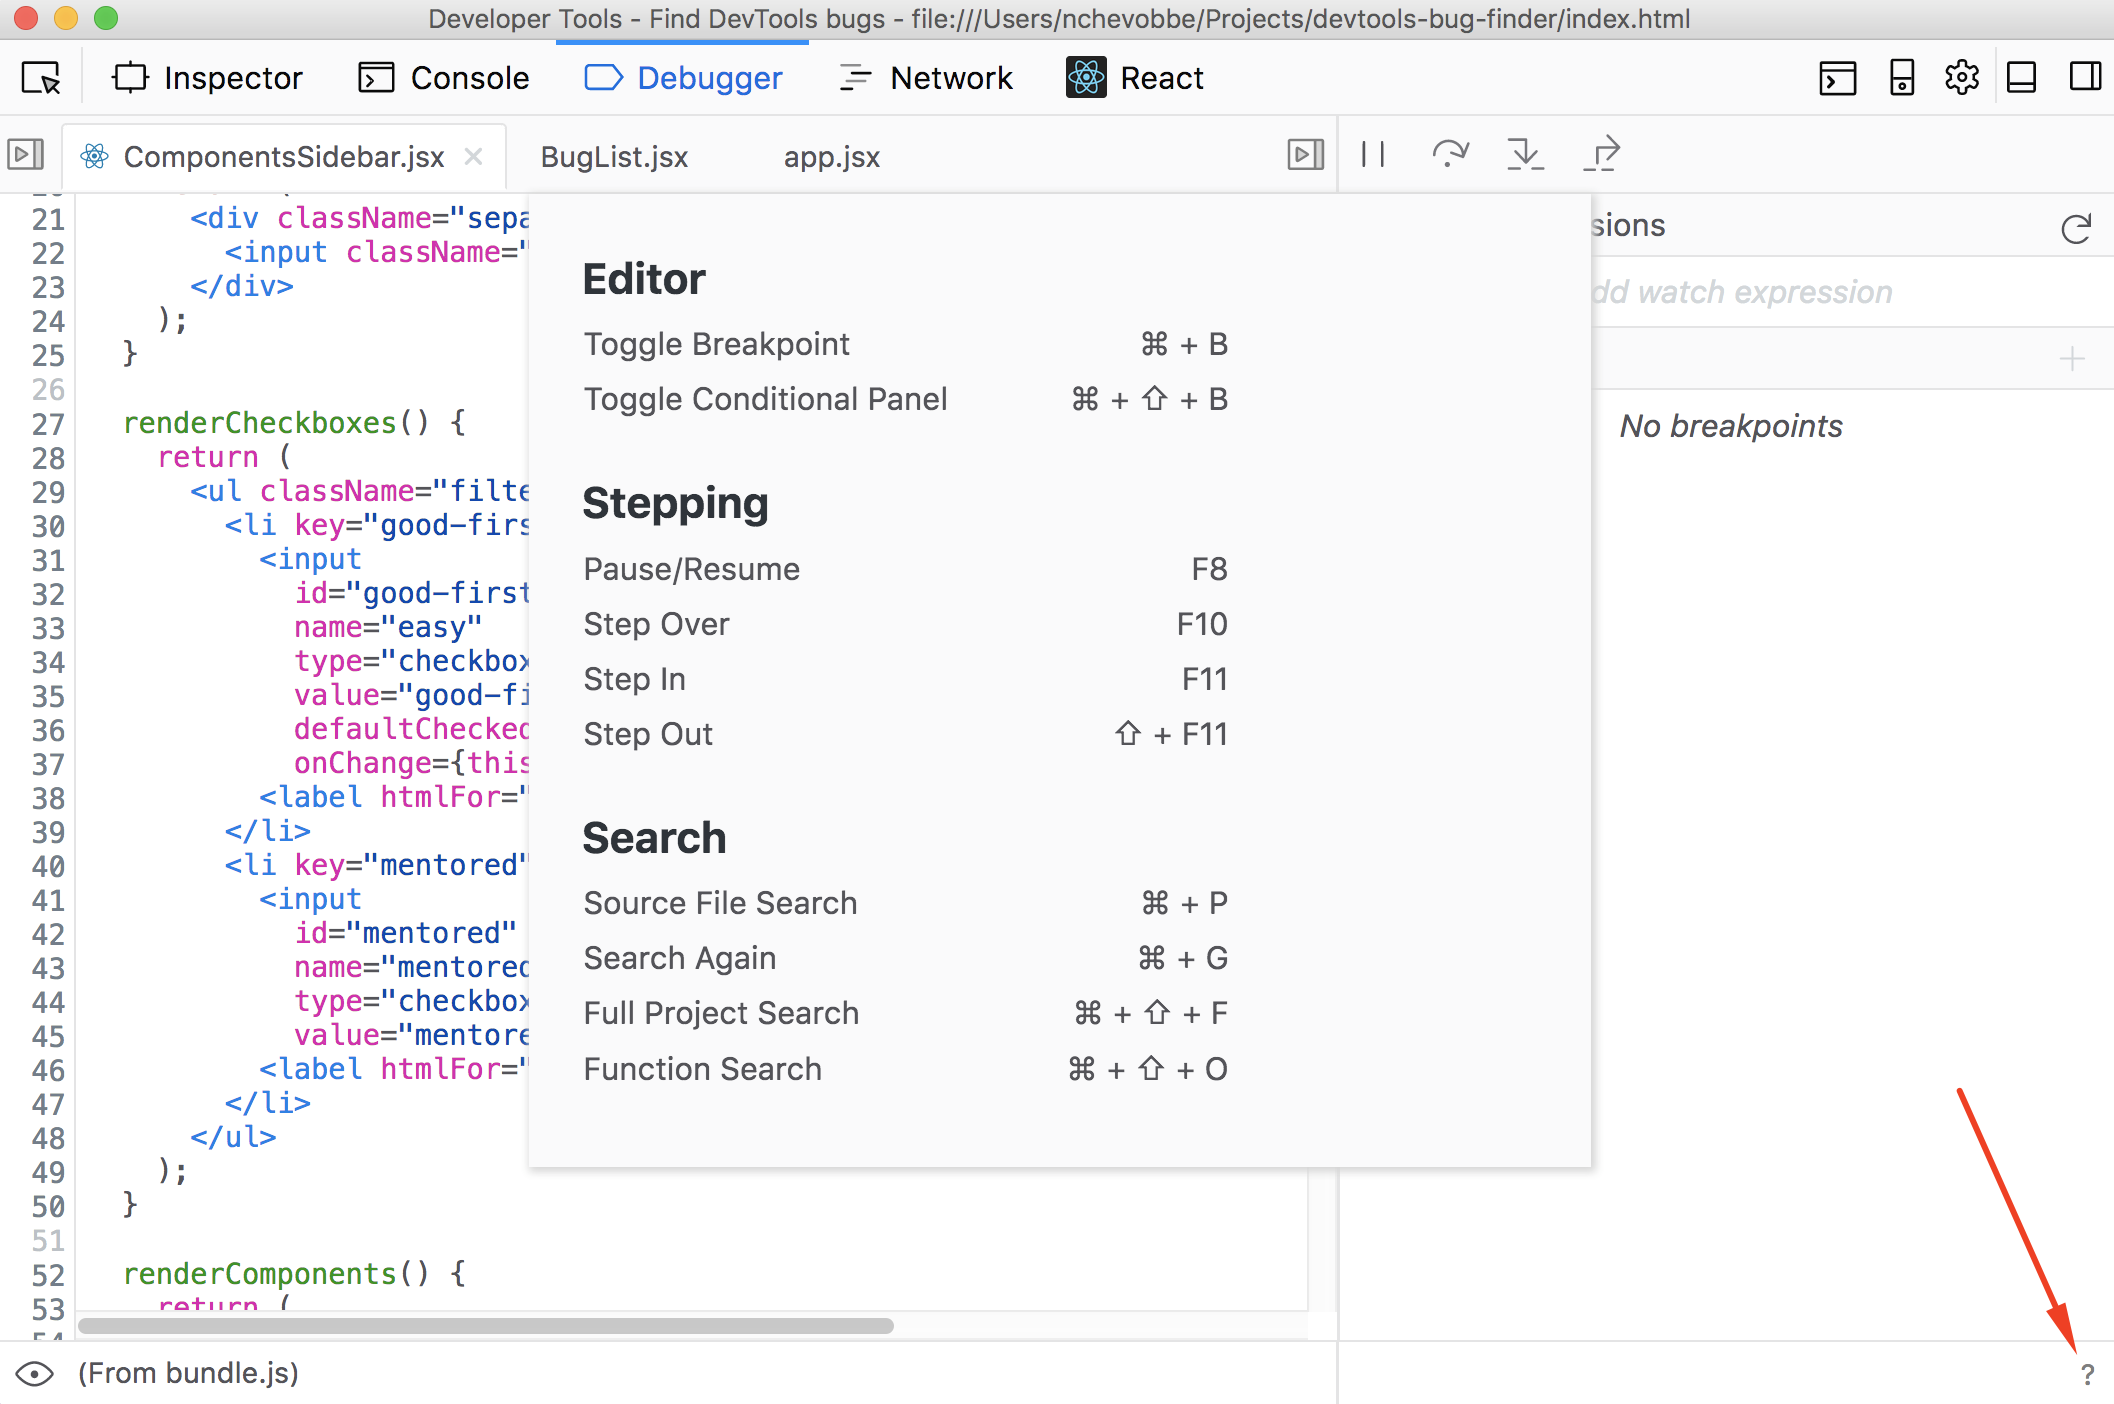 Developer Tools - Find DevTools bugs - file:///Users/nchevobbe/Projects/devtools-bug-finder/index.html
Inspector Console Debugger Network React
ComponentsSidebar.jsx × BugList.jsx app.jsx
21 <div className="sepa
22 <input className="
23 </div>
24 );
25 }
26
27 renderCheckboxes() {
28 return (
29 <ul className="filte
30 <li key="good-firs
31 <input
32 id="good-first
33 name="easy"
34 type="checkbox
35 value="good-fi
36 defaultChecked
37 onChange={this
38 <label htmlFor="
39 </li>
40 <li key="mentored"
41 <input
42 id="mentored"
43 name="mentored
44 type="checkbox
45 value="mentore
46 <label htmlFor="
47 </li>
48 </ul>
49 );
50 }
51
52 renderComponents() {
53 return (
54
Editor
Toggle Breakpoint ⌘ + B
Toggle Conditional Panel ⌘ + ⇧ + B
Stepping
Pause/Resume F8
Step Over F10
Step In F11
Step Out ⇧ + F11
Search
Source File Search ⌘ + P
Search Again ⌘ + G
Full Project Search ⌘ + ⇧ + F
Function Search ⌘ + ⇧ + O
sions
dd watch expression
No breakpoints
(From bundle.js)
?